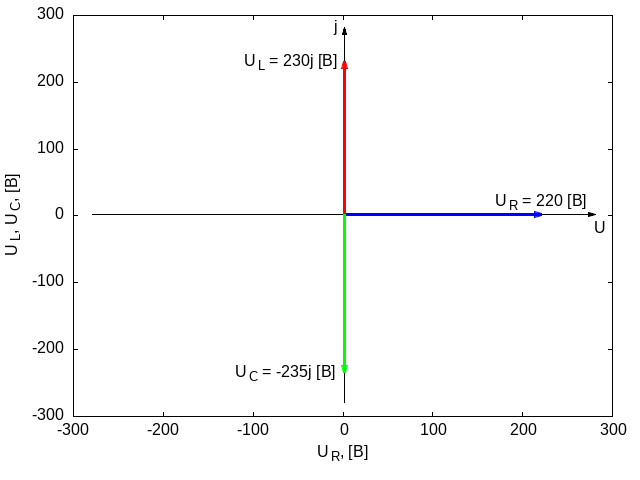 300
200
100
0
-100
-200
-300
-300
-200
-100
0
100
200
300
U L, U C, [B]
U R, [B]
j
U L = 230j [B]
U R = 220 [B]
U
U C = -235j [B]